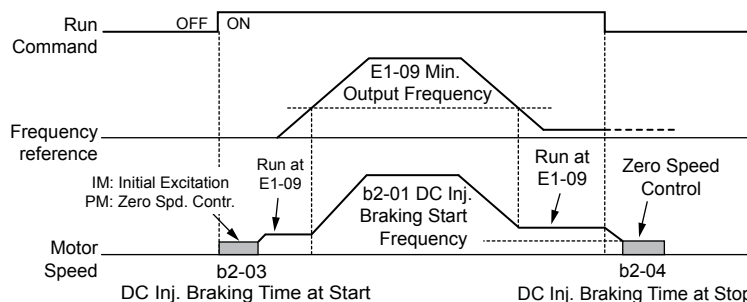 Run
Command
OFF
ON
E1-09 Min.
Output Frequency
Frequency
reference
IM: Initial Excitation
PM: Zero Spd. Contr.
Run at
E1-09
b2-01 DC Inj.
Braking Start
Frequency
Run at
E1-09
Zero Speed
Control
Motor
Speed
b2-03
DC Inj. Braking Time at Start
b2-04
DC Inj. Braking Time at Stop